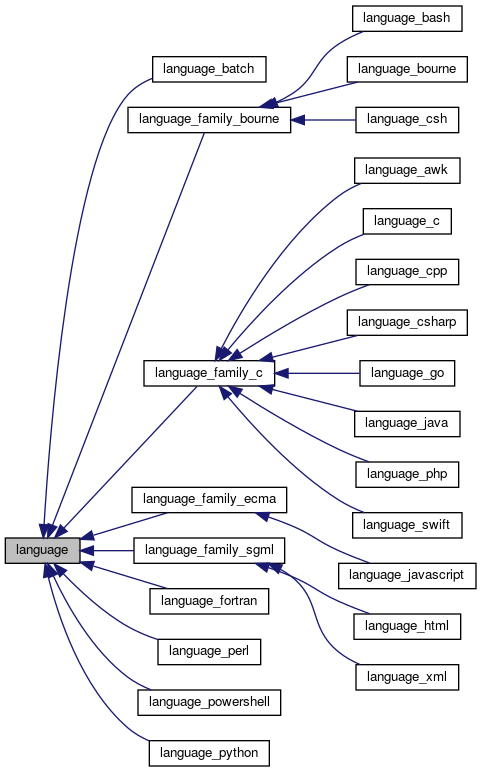 language_bash
language_batch
language_bourne
language_family_bourne
language_csh
language_awk
language_c
language_cpp
language_csharp
language_family_c
language_go
language_java
language_php
language_family_ecma
language_swift
language
language_family_sgml
language_javascript
language_fortran
language_html
language_perl
language_xml
language_powershell
language_python